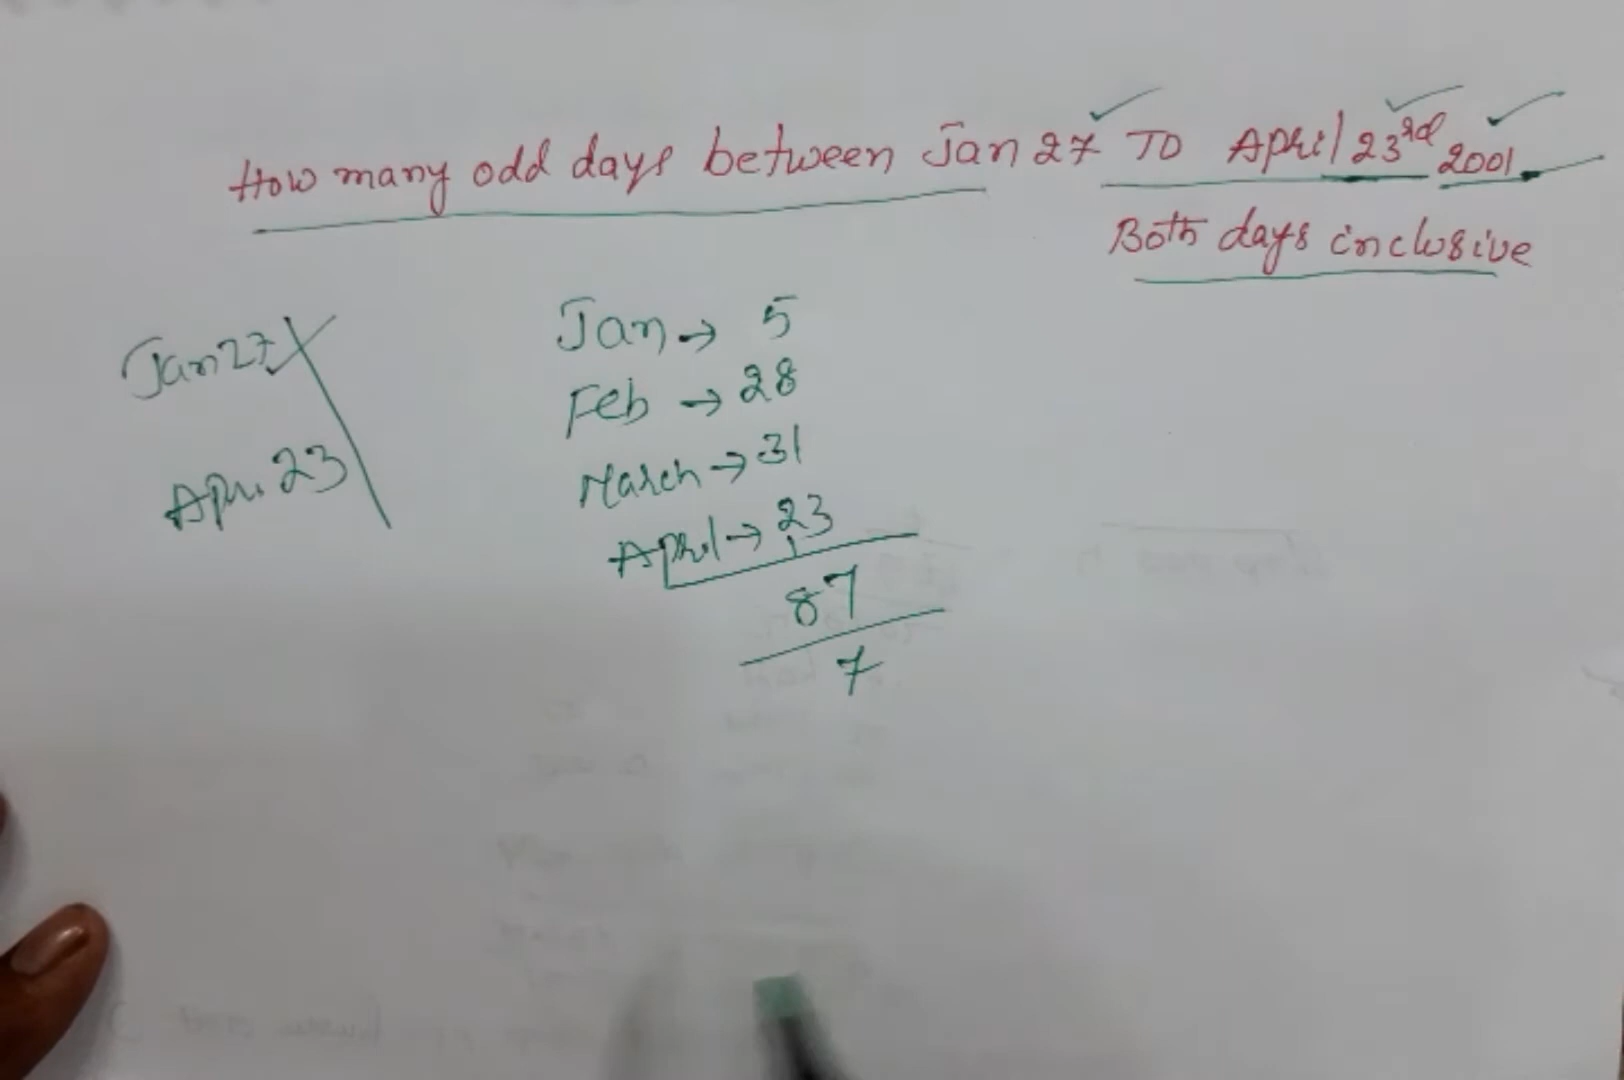 How many odd days between Jan 27 TO April 23rd 2001
Both days inclusive
Jan 27
Apr. 23
Jan → 5
Feb → 28
March → 31
April → 23
87
7